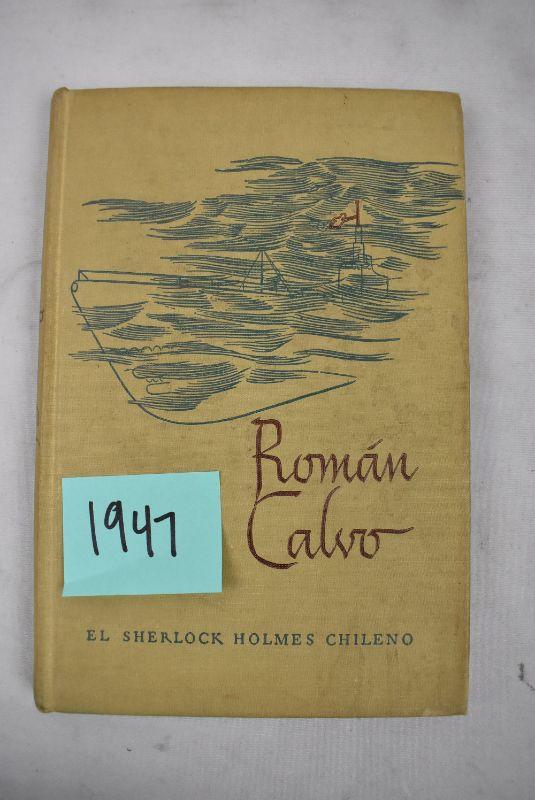 Román
Calvo
1947
EL SHERLOCK HOLMES CHILENO